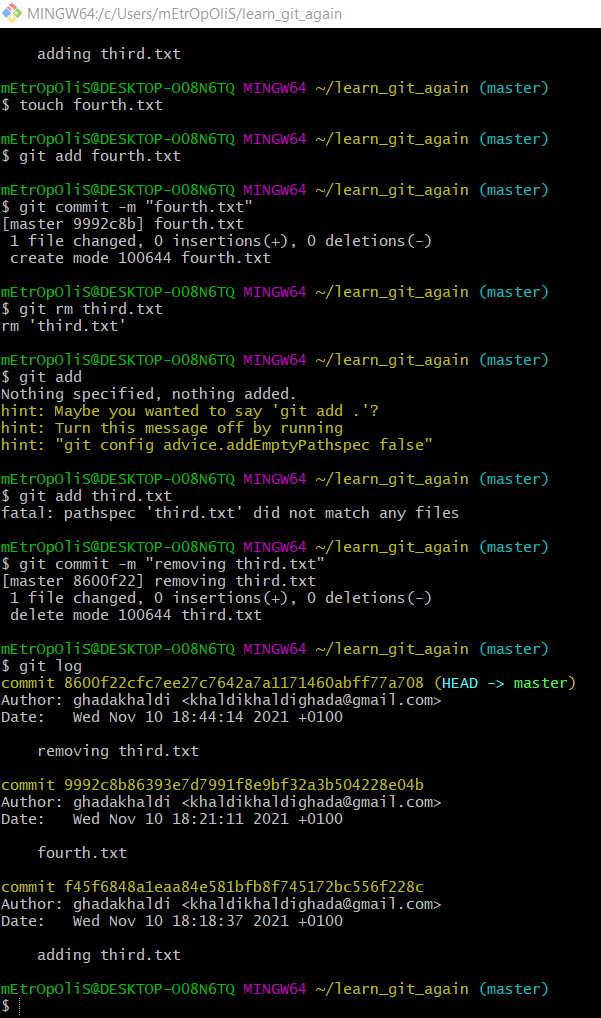 MINGW64:/c/Users/mEtrOpOliS/learn_git_again
adding third.txt
mEtrOpOliS@DESKTOP-OO8N6TQ MINGW64 ~/learn_git_again (master)
$ touch fourth.txt
mEtrOpOliS@DESKTOP-OO8N6TQ MINGW64 ~/learn_git_again (master)
$ git add fourth.txt
mEtrOpOliS@DESKTOP-OO8N6TQ MINGW64 ~/learn_git_again (master)
$ git commit -m "fourth.txt"
[master 9992c8b] fourth.txt
1 file changed, 0 insertions(+), 0 deletions(-)
create mode 100644 fourth.txt
mEtrOpOliS@DESKTOP-OO8N6TQ MINGW64 ~/learn_git_again (master)
$ git rm third.txt
rm 'third.txt'
mEtrOpOliS@DESKTOP-OO8N6TQ MINGW64 ~/learn_git_again (master)
$ git add
Nothing specified, nothing added.
hint: Maybe you wanted to say 'git add .'?
hint: Turn this message off by running
hint: "git config advice.addEmptyPathspec false"
mEtrOpOliS@DESKTOP-OO8N6TQ MINGW64 ~/learn_git_again (master)
$ git add third.txt
fatal: pathspec 'third.txt' did not match any files
mEtrOpOliS@DESKTOP-OO8N6TQ MINGW64 ~/learn_git_again (master)
$ git commit -m "removing third.txt"
[master 8600f22] removing third.txt
1 file changed, 0 insertions(+), 0 deletions(-)
delete mode 100644 third.txt
mEtrOpOliS@DESKTOP-OO8N6TQ MINGW64 ~/learn_git_again (master)
$ git log
commit 8600f22cfc7ee27c7642a7a1171460abff77a708 (HEAD -> master)
Author: ghadakhaldi <khaldikhaldighada@gmail.com>
Date:   Wed Nov 10 18:44:14 2021 +0100
removing third.txt
commit 9992c8b86393e7d7991f8e9bf32a3b504228e04b
Author: ghadakhaldi <khaldikhaldighada@gmail.com>
Date:   Wed Nov 10 18:21:11 2021 +0100
fourth.txt
commit f45f6848a1eaa84e581bfb8f745172bc556f228c
Author: ghadakhaldi <khaldikhaldighada@gmail.com>
Date:   Wed Nov 10 18:18:37 2021 +0100
adding third.txt
mEtrOpOliS@DESKTOP-OO8N6TQ MINGW64 ~/learn_git_again (master)
$